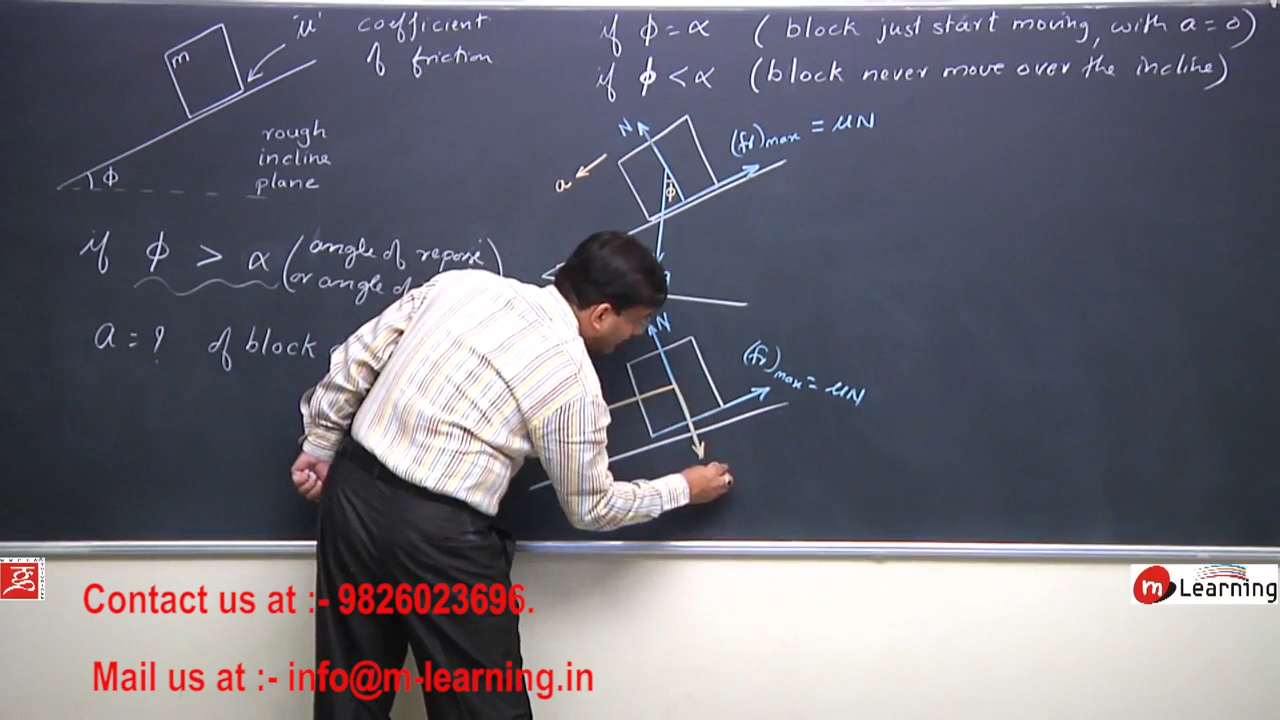 'μ' coefficient
of friction
m
rough
incline
plane
ϕ
if ϕ > α (angle of repose)
(or angle of
a = ? of block
if ϕ = α (block just start moving, with a = 0)
if ϕ < α (block never move over the incline)
N
(fr)max = μN
a
ϕ
N
(fr)max = μN
Contact us at :- 9826023696.
Mail us at :- info@m-learning.in
m Learning